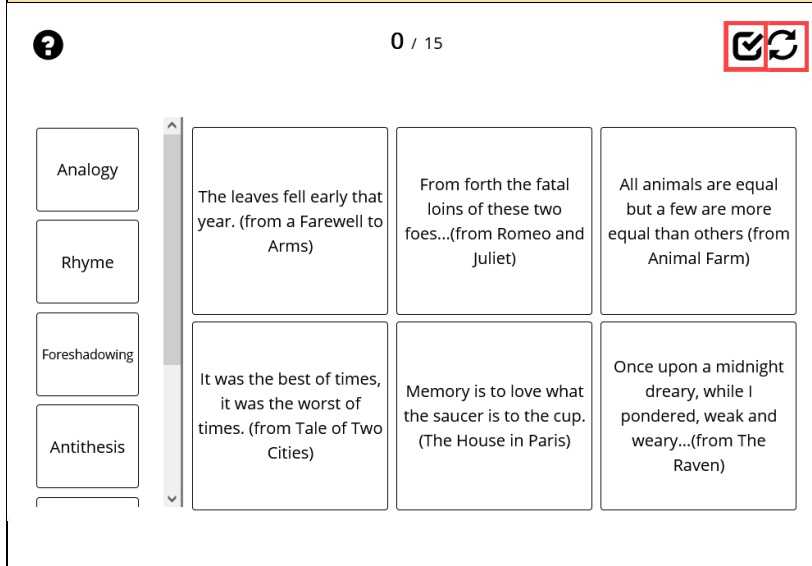 ?
0 / 15
Analogy
Rhyme
Foreshadowing
Antithesis
The leaves fell early that
year. (from a Farewell to
Arms)
From forth the fatal
loins of these two
foes...(from Romeo and
Juliet)
All animals are equal
but a few are more
equal than others (from
Animal Farm)
It was the best of times,
it was the worst of
times. (from Tale of Two
Cities)
Memory is to love what
the saucer is to the cup.
(The House in Paris)
Once upon a midnight
dreary, while I
pondered, weak and
weary...(from The
Raven)